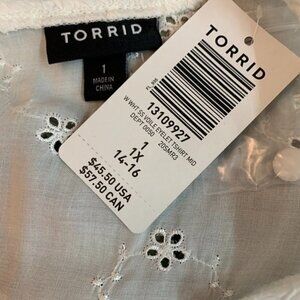 TORRID
1
MADE IN
CHINA
TORRID
13109927
W WHT SS VOILE EYELET TSHIRT MID
DEPT 0050 20SMR3
1
1X
14-16
$45.50 USA
$57.50 CAN